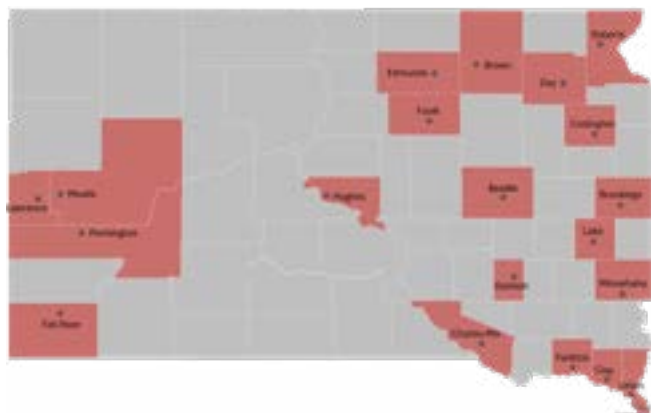 Roberts
Edmunds
Brown
Day
Faulk
Codington
Meade
Lawrence
Hughes
Beadle
Brookings
Pennington
Lake
Minnehaha
Fall River
Charles Mix
Yankton
Clay
Union